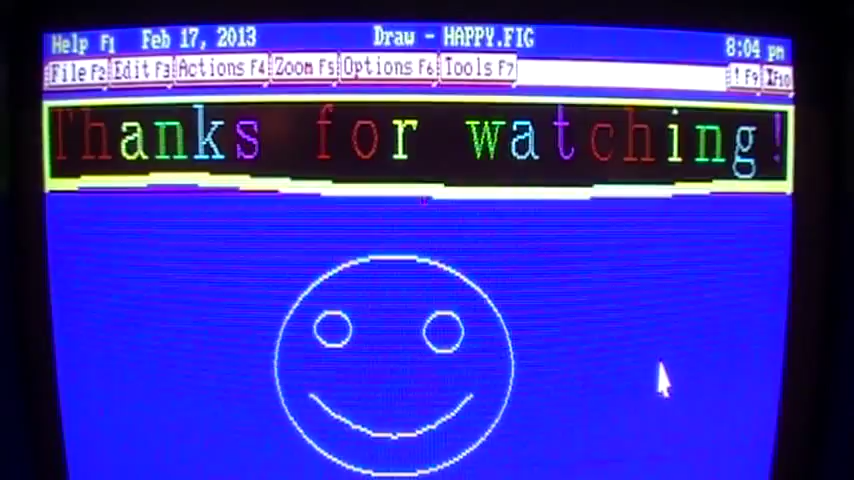 Help F1 Feb 17, 2013 Draw - HAPPY.FIG 8:04 pm
File F2 Edit F3 Actions F4 Zoom F5 Options F6 Tools F7 ! F9
Thanks for watching!